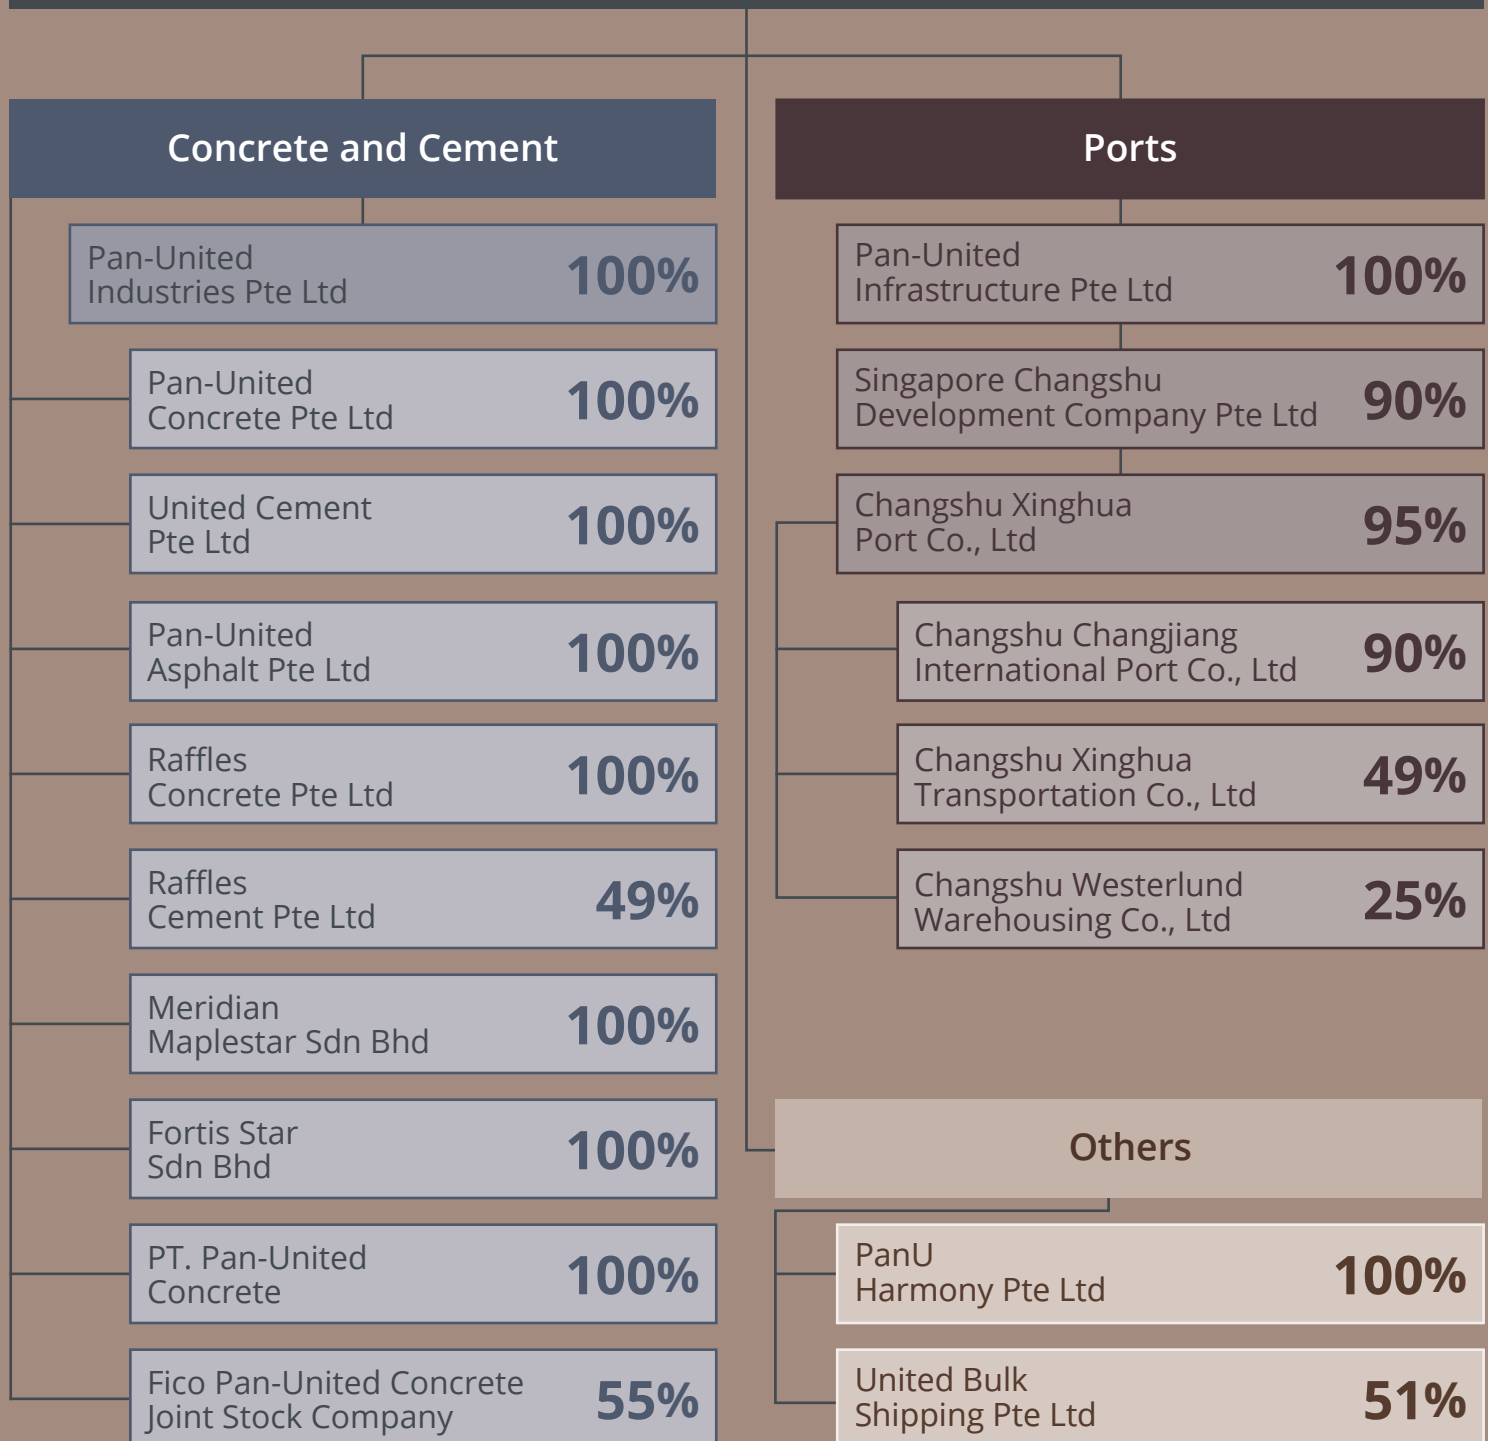 Concrete and Cement
Pan-United
Industries Pte Ltd
100%
Pan-United
Concrete Pte Ltd
100%
United Cement
Pte Ltd
100%
Pan-United
Asphalt Pte Ltd
100%
Raffles
Concrete Pte Ltd
100%
Raffles
Cement Pte Ltd
49%
Meridian
Maplestar Sdn Bhd
100%
Fortis Star
Sdn Bhd
100%
PT. Pan-United
Concrete
100%
Fico Pan-United Concrete
Joint Stock Company
55%
Ports
Pan-United
Infrastructure Pte Ltd
100%
Singapore Changshu
Development Company Pte Ltd
90%
Changshu Xinghua
Port Co., Ltd
95%
Changshu Changjiang
International Port Co., Ltd
90%
Changshu Xinghua
Transportation Co., Ltd
49%
Changshu Westerlund
Warehousing Co., Ltd
25%
Others
PanU
Harmony Pte Ltd
100%
United Bulk
Shipping Pte Ltd
51%